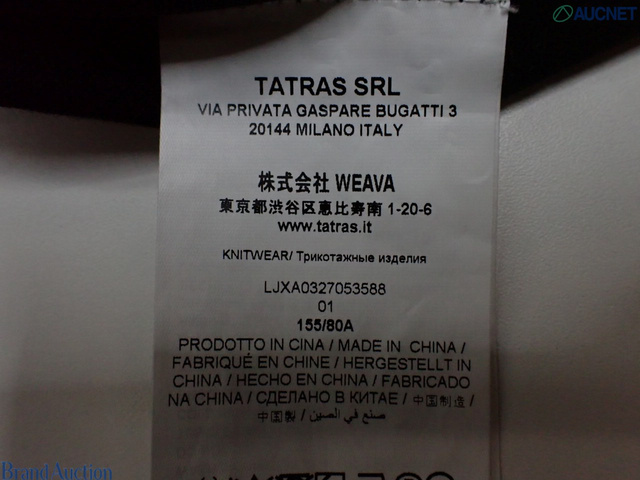 AUCNET
TATRAS SRL
VIA PRIVATA GASPARE BUGATTI 3
20144 MILANO ITALY
株式会社 WEAVA
東京都渋谷区恵比寿南 1-20-6
www.tatras.it
KNITWEAR/ Трикотажные изделия
LJXA0327053588
01
155/80A
PRODOTTO IN CINA / MADE IN CHINA /
FABRIQUÉ EN CHINE / HERGESTELLT IN
CHINA / HECHO EN CHINA / FABRICADO
NA CHINA / СДЕЛАНО В КИТАЕ / 中国制造 /
中国製 / صنع في الصين /
Brand Auction